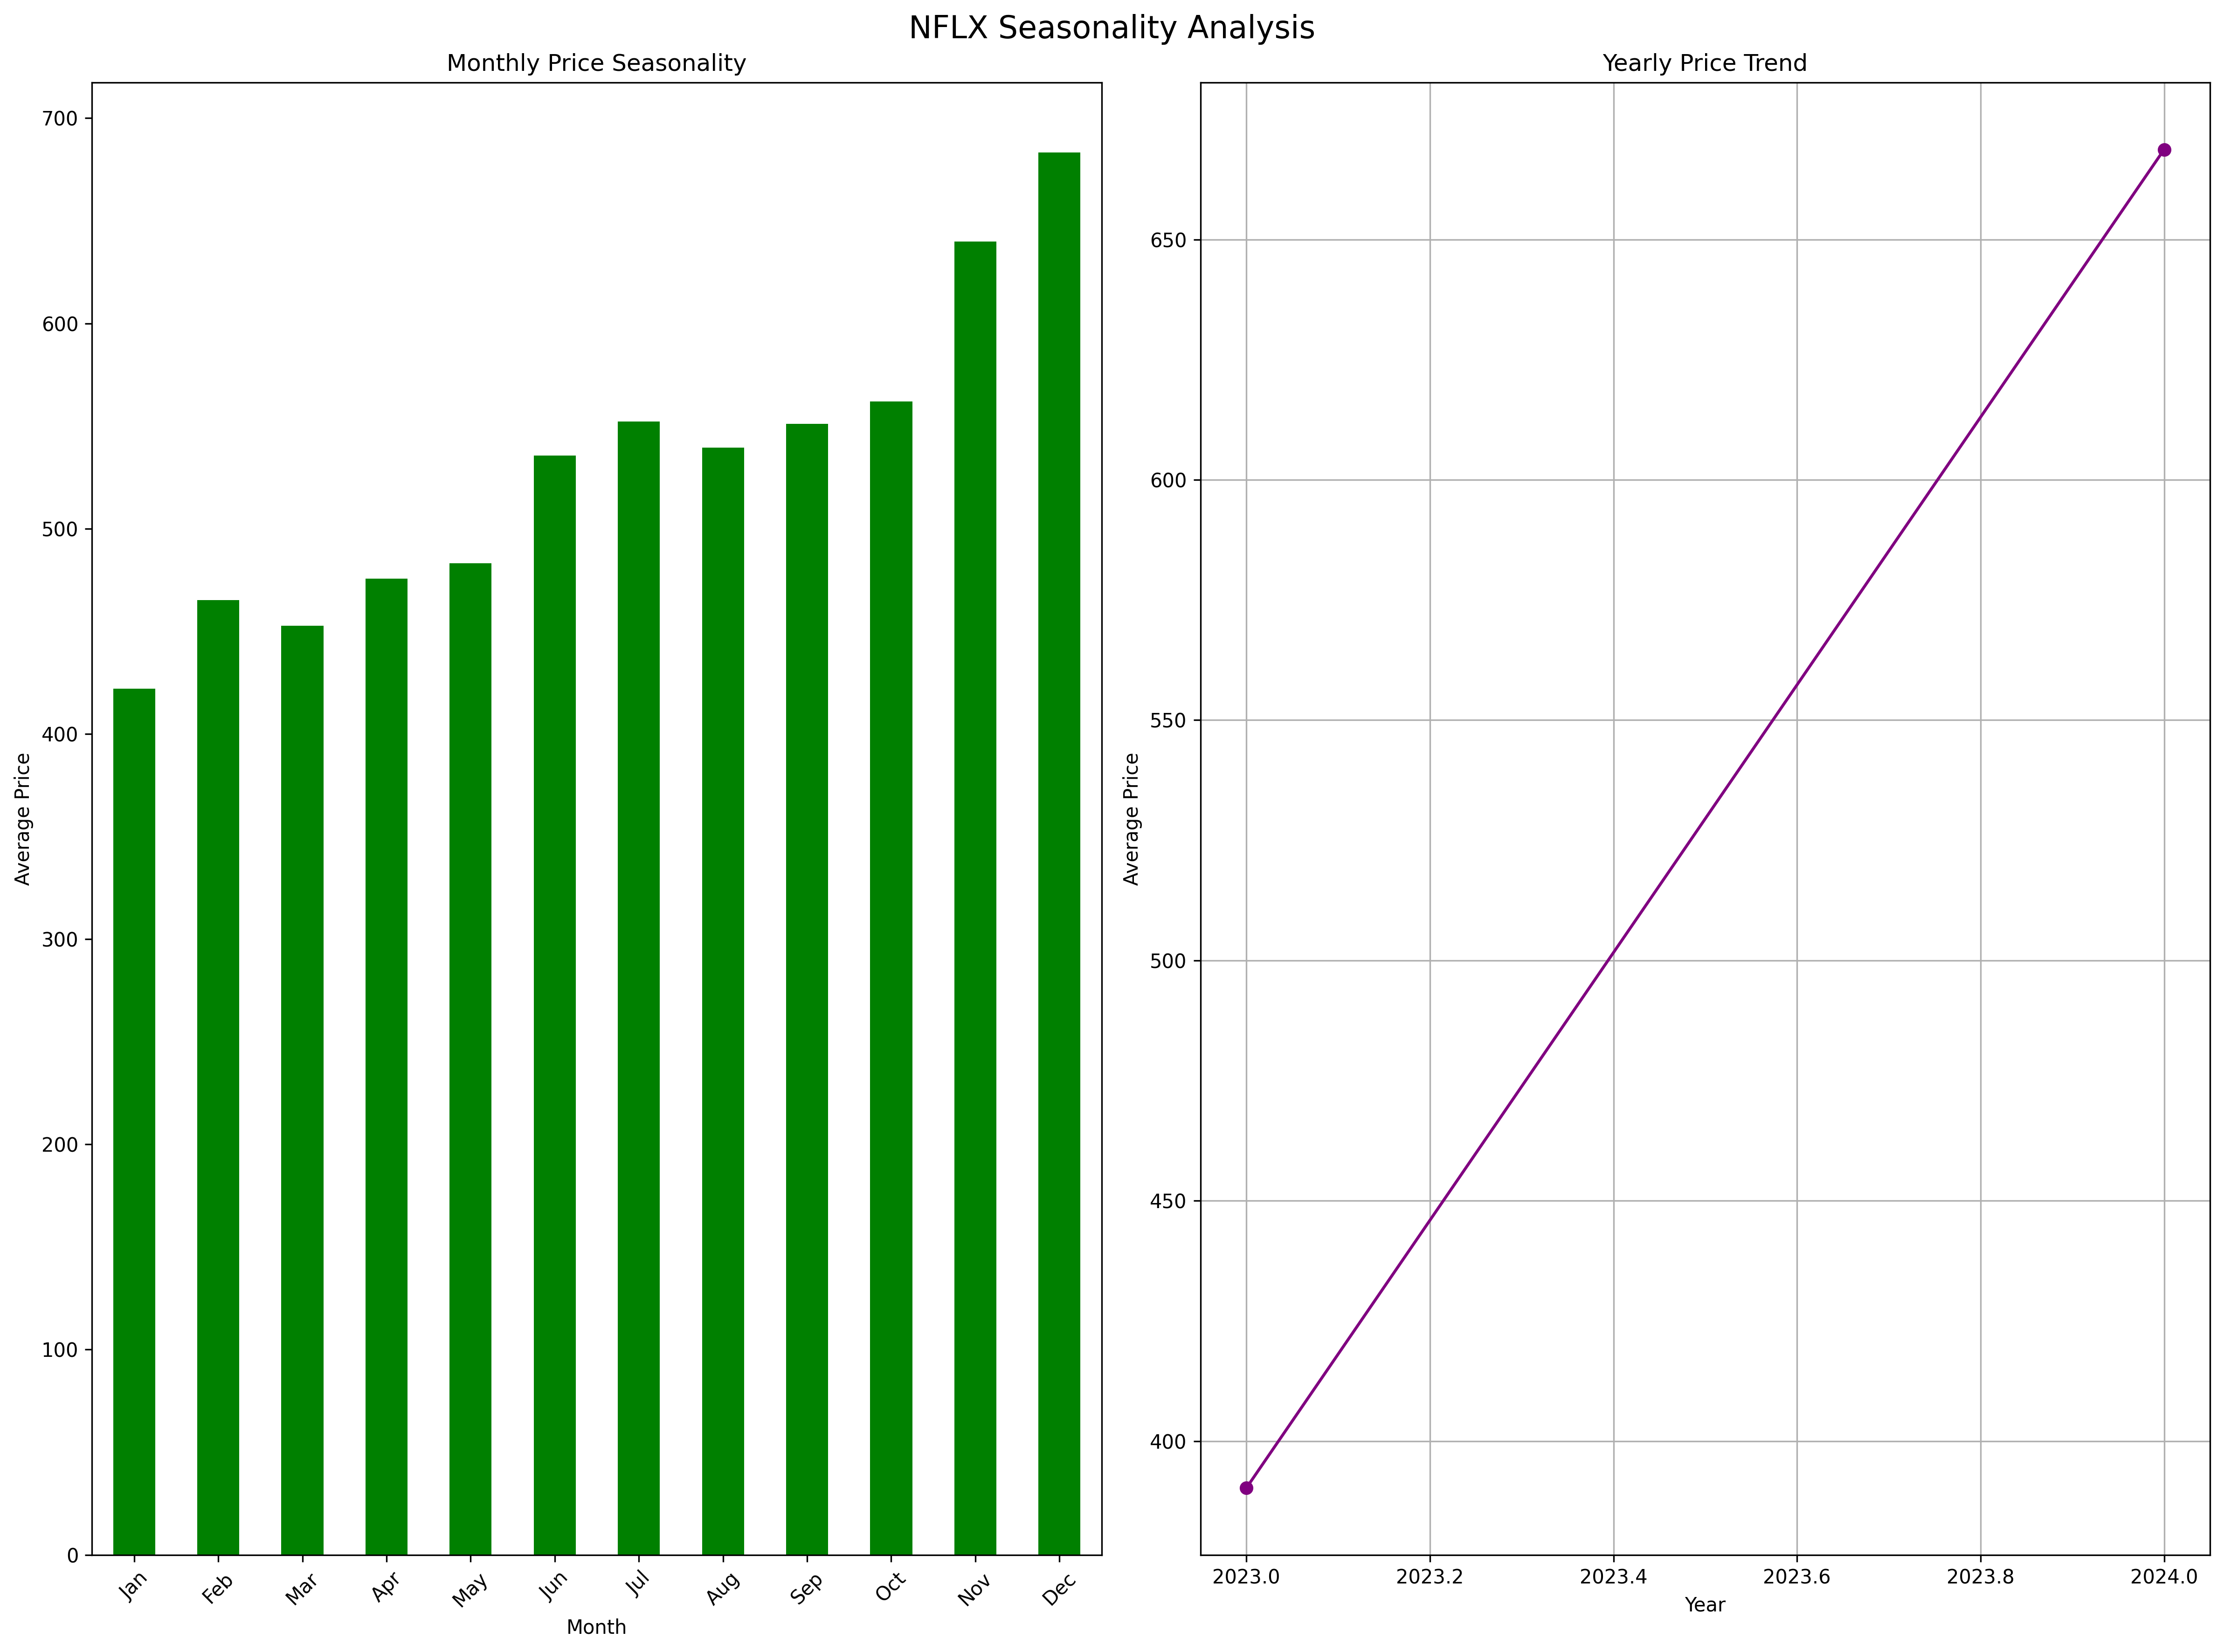 NFLX Seasonality Analysis
Monthly Price Seasonality
Average Price
700
600
500
400
300
200
100
0
Jan Feb Mar Apr May Jun Jul Aug Sep Oct Nov Dec
Month
Yearly Price Trend
Average Price
650
600
550
500
450
400
2023.0 2023.2 2023.4 2023.6 2023.8 2024.0
Year